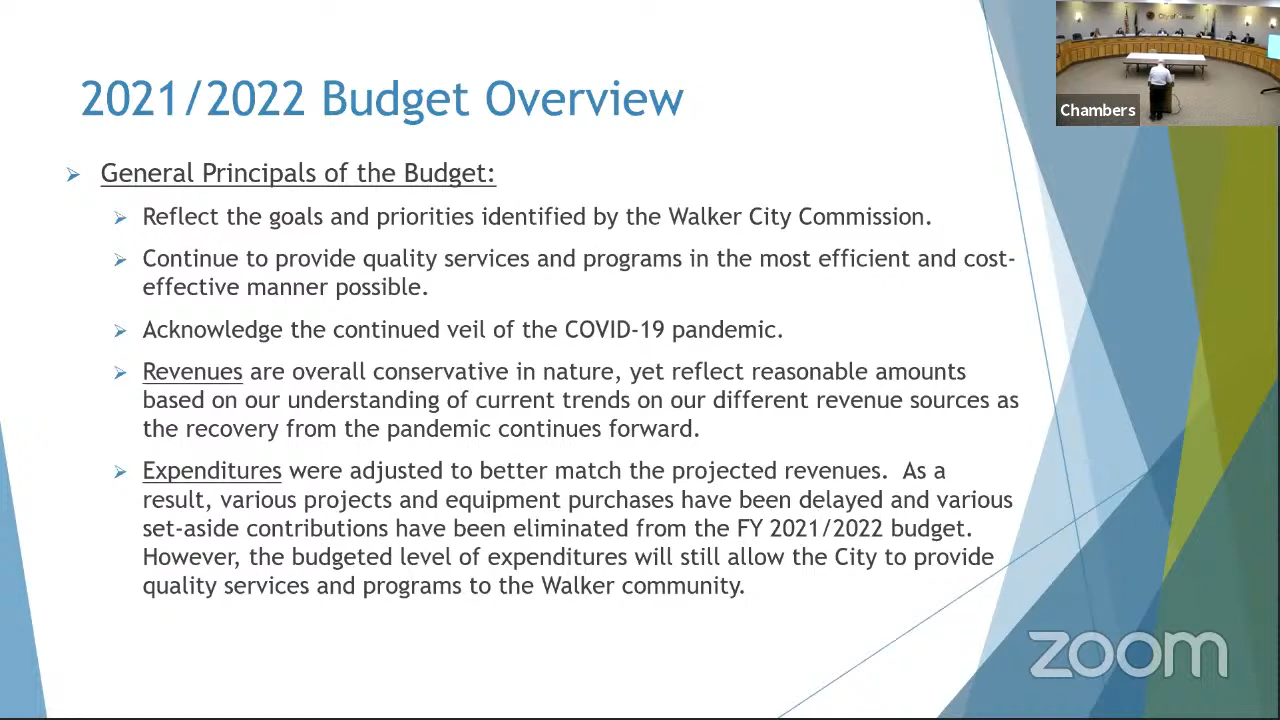 2021/2022 Budget Overview
Chambers
General Principals of the Budget:
Reflect the goals and priorities identified by the Walker City Commission.
Continue to provide quality services and programs in the most efficient and cost-
effective manner possible.
Acknowledge the continued veil of the COVID-19 pandemic.
Revenues are overall conservative in nature, yet reflect reasonable amounts
based on our understanding of current trends on our different revenue sources as
the recovery from the pandemic continues forward.
Expenditures were adjusted to better match the projected revenues. As a
result, various projects and equipment purchases have been delayed and various
set-aside contributions have been eliminated from the FY 2021/2022 budget.
However, the budgeted level of expenditures will still allow the City to provide
quality services and programs to the Walker community.
zoom